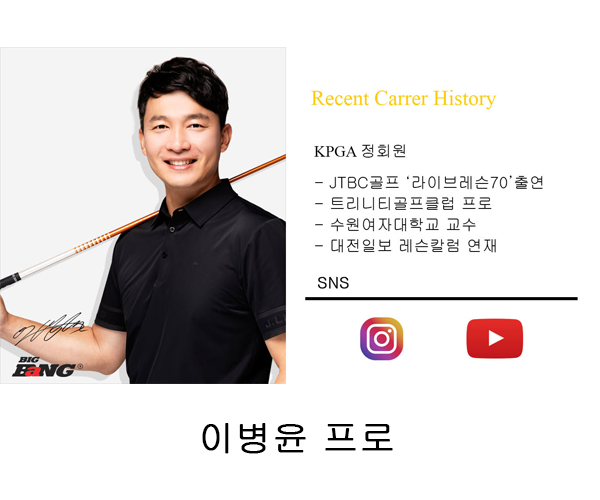 Recent Carrer History
KPGA 정회원
- JTBC골프 ‘라이브레슨70’출연
- 트리니티골프클럽 프로
- 수원여자대학교 교수
- 대전일보 레슨칼럼 연재
SNS
BIG
BANG®
이병윤 프로